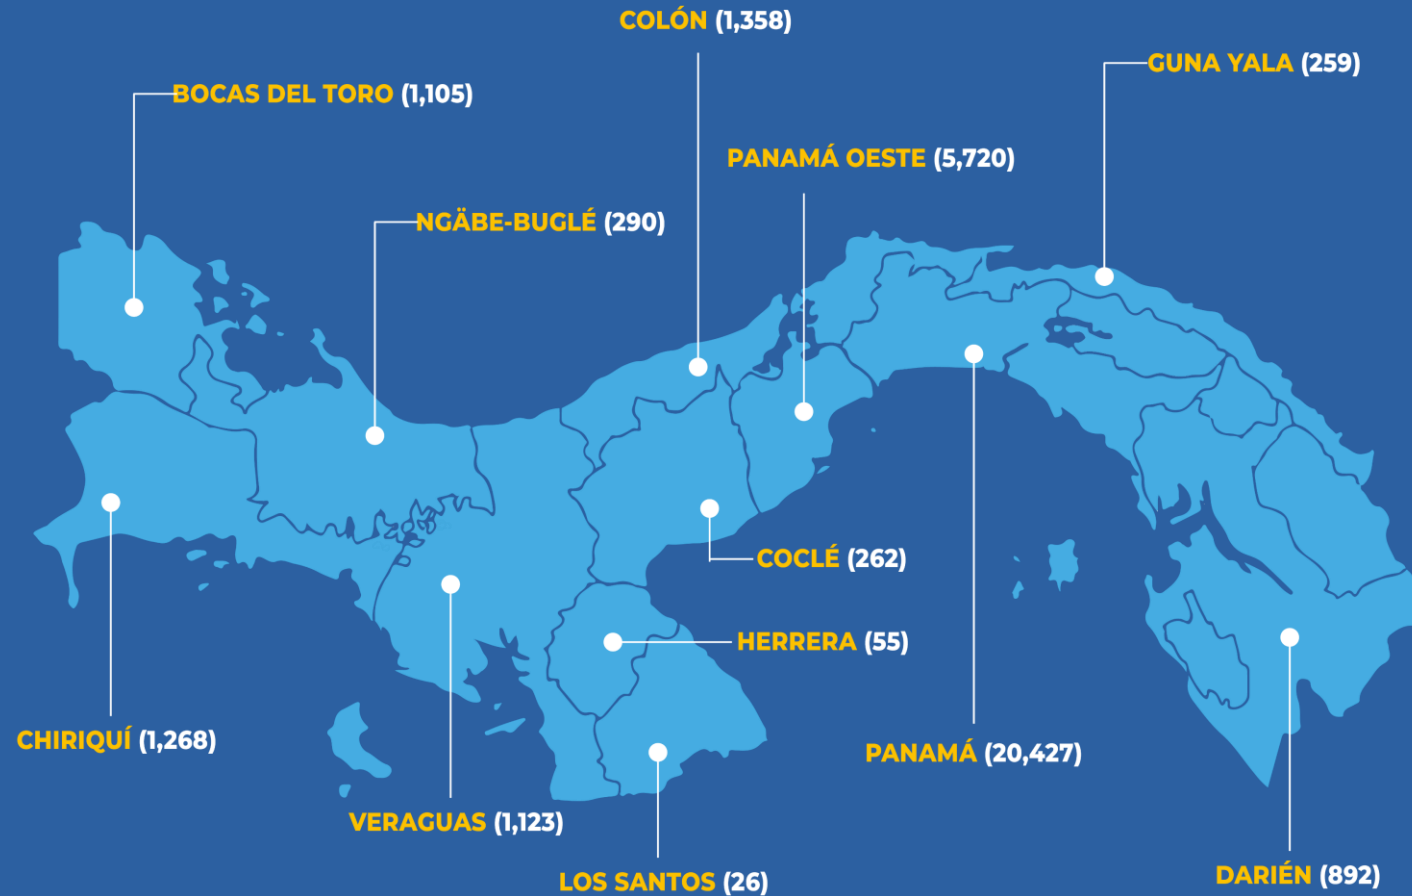 COLÓN (1,358)
GUNA YALA (259)
BOCAS DEL TORO (1,105)
PANAMÁ OESTE (5,720)
NGÄBE-BUGLÉ (290)
COCLÉ (262)
HERRERA (55)
CHIRIQUÍ (1,268)
PANAMÁ (20,427)
VERAGUAS (1,123)
DARIÉN (892)
LOS SANTOS (26)